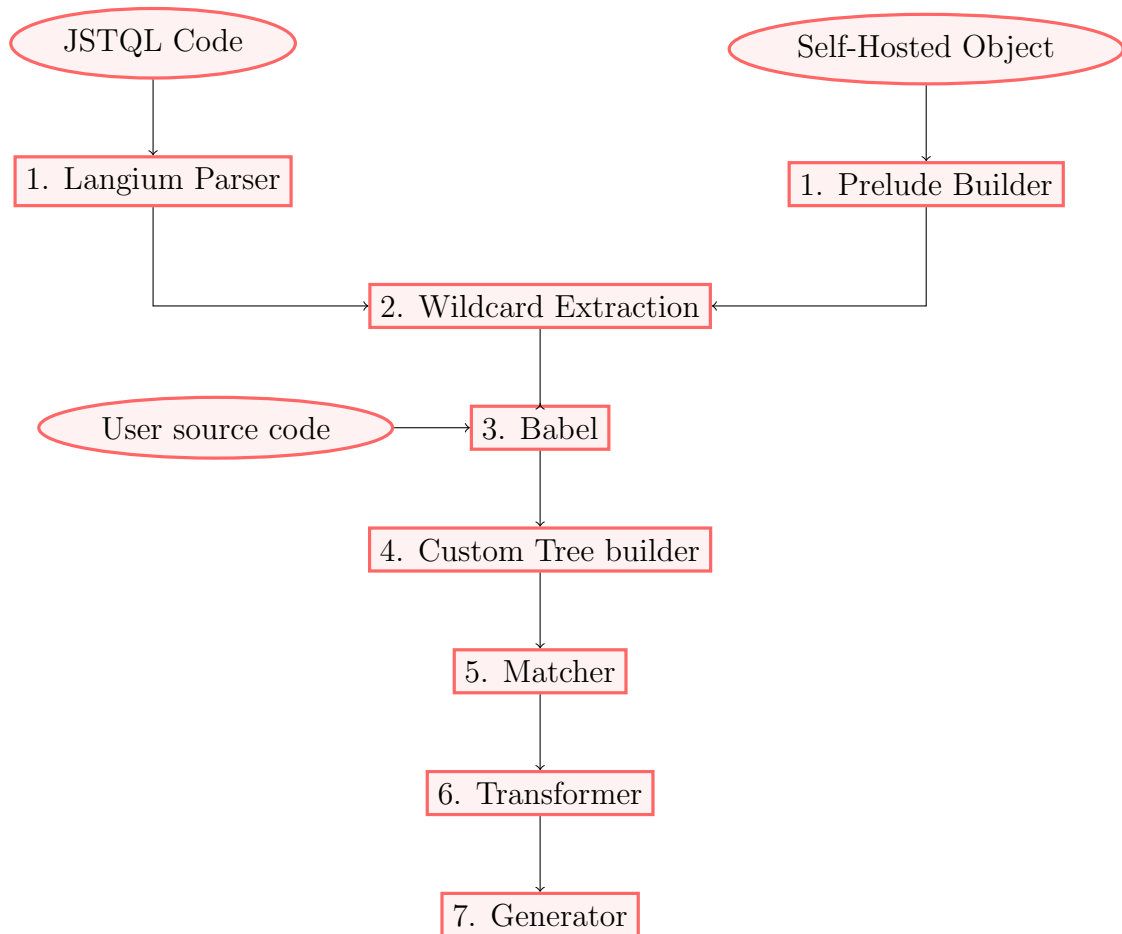 JSTQL Code
Self-Hosted Object
1. Langium Parser
1. Prelude Builder
2. Wildcard Extraction
User source code
3. Babel
4. Custom Tree builder
5. Matcher
6. Transformer
7. Generator